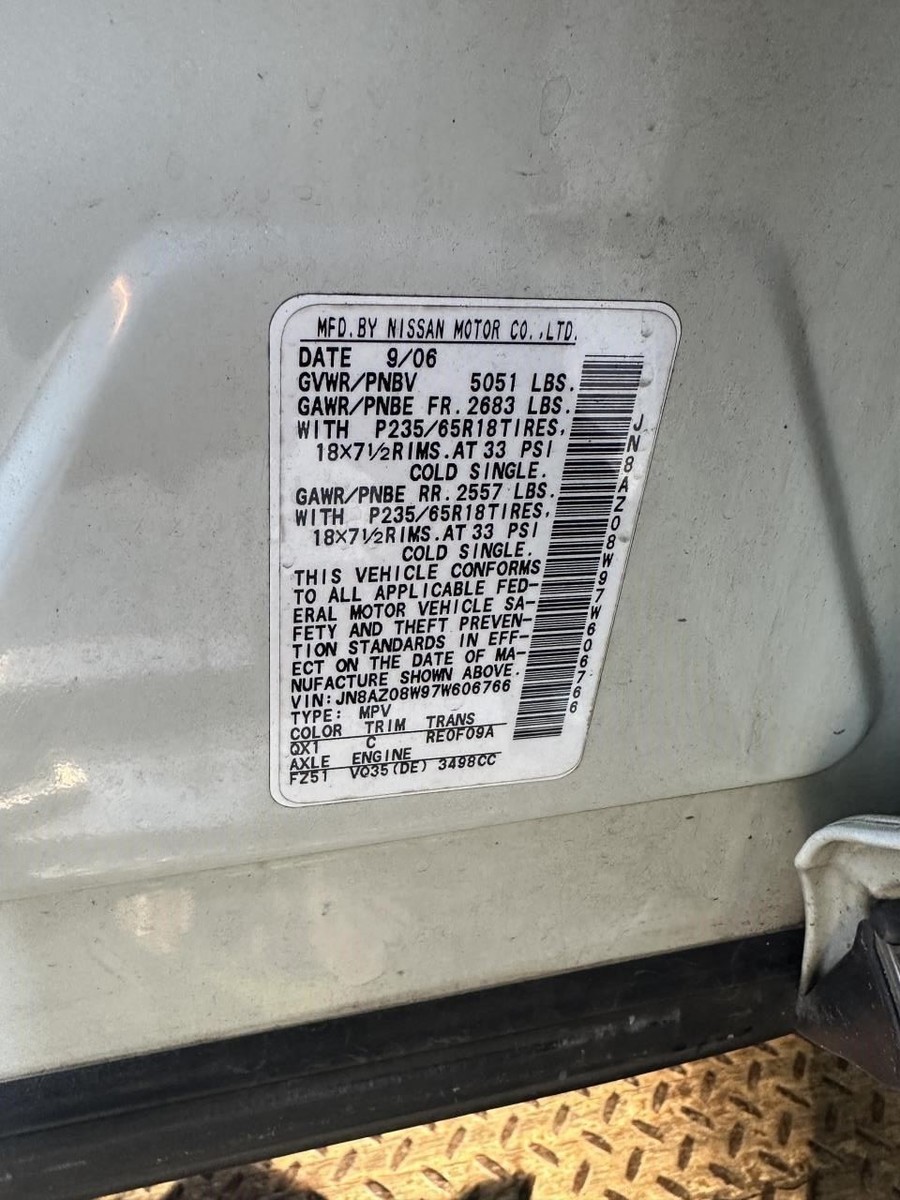 MFD.BY NISSAN MOTOR CO.,LTD.
DATE 9/06
GVWR/PNBV 5051 LBS.
GAWR/PNBE FR.2683 LBS.
WITH P235/65R18TIRES,
18×7½RIMS.AT 33 PSI
COLD SINGLE.
GAWR/PNBE RR.2557 LBS.
WITH P235/65R18TIRES,
18×7½RIMS.AT 33 PSI
COLD SINGLE.
THIS VEHICLE CONFORMS
TO ALL APPLICABLE FED-
ERAL MOTOR VEHICLE SA-
FETY AND THEFT PREVEN-
TION STANDARDS IN EFF-
ECT ON THE DATE OF MA-
NUFACTURE SHOWN ABOVE.
VIN:JN8AZ08W97W606766
TYPE: MPV
COLOR TRIM TRANS
QX1 C RE0F09A
AXLE ENGINE
FZ51 VQ35(DE) 3498CC
JN8AZ08W97W606766